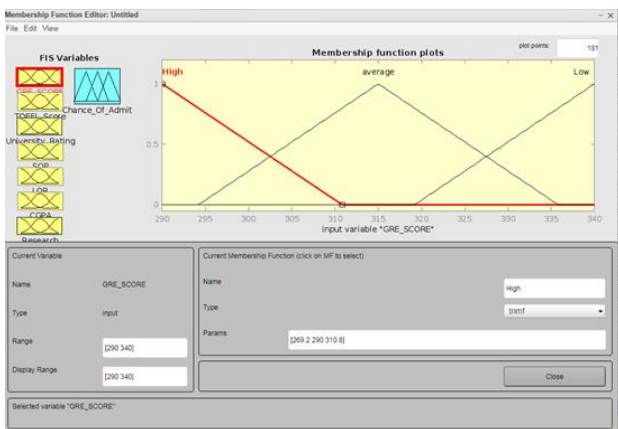 Membership Function Editor: Untitled
File Edit View
FIS Variables
GRE_SCORE
TOEFL_Score
University_Rating
SOP
LOR
CGPA
Research
Chance_Of_Admit
Membership function plots
plot points:
181
High
average
Low
1
0.5
0
290 295 300 305 310 315 320 325 330 335 340
input variable "GRE_SCORE"
Current Variable
Name GRE_SCORE
Type input
Range [290 340]
Display Range [290 340]
Current Membership Function (click on MF to select)
Name High
Type trimf
Params [269.2 290 310.8]
Close
Selected variable "GRE_SCORE"